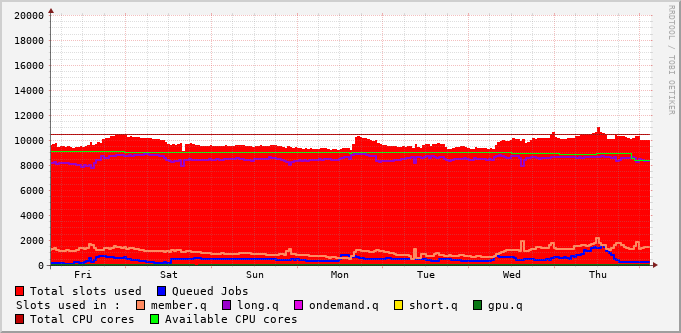 20000
18000
16000
14000
12000
10000
8000
6000
4000
2000
0
Fri Sat Sun Mon Tue Wed Thu
RRDTOOL / TOBI OETIKER
Total slots used Queued Jobs
Slots used in : member.q long.q ondemand.q short.q gpu.q
Total CPU cores Available CPU cores